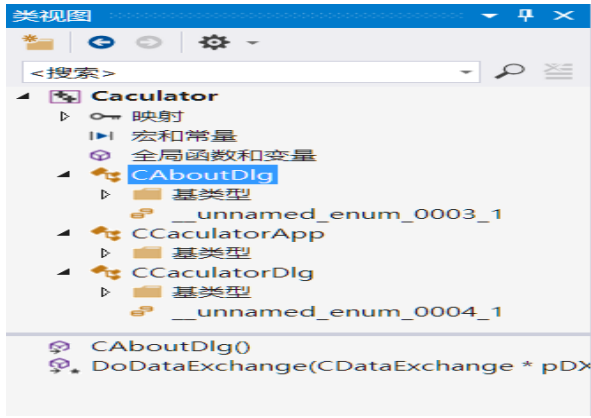 类视图
<搜索>
Caculator
映射
宏和常量
全局函数和变量
CAboutDlg
基类型
__unnamed_enum_0003_1
CCaculatorApp
基类型
CCaculatorDlg
基类型
__unnamed_enum_0004_1
CAboutDlg()
DoDataExchange(CDataExchange * pDX